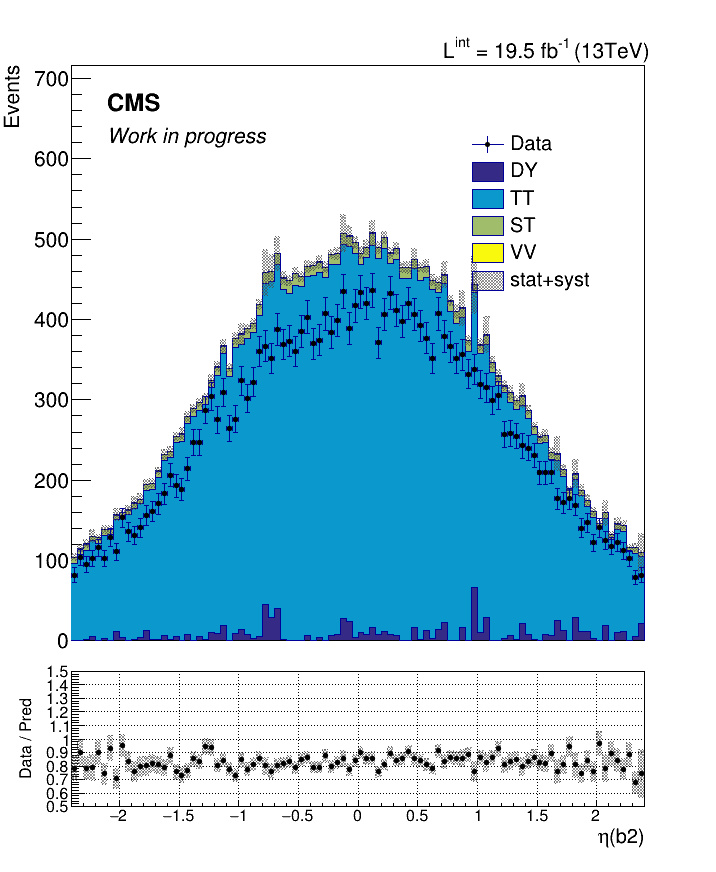 L^int = 19.5 fb^-1 (13TeV)
Events
CMS
Work in progress
Data
DY
TT
ST
VV
stat+syst
700
600
500
400
300
200
100
0
Data / Pred
1.5
1.4
1.3
1.2
1.1
1
0.9
0.8
0.7
0.6
0.5
−2 −1.5 −1 −0.5 0 0.5 1 1.5 2
η(b2)